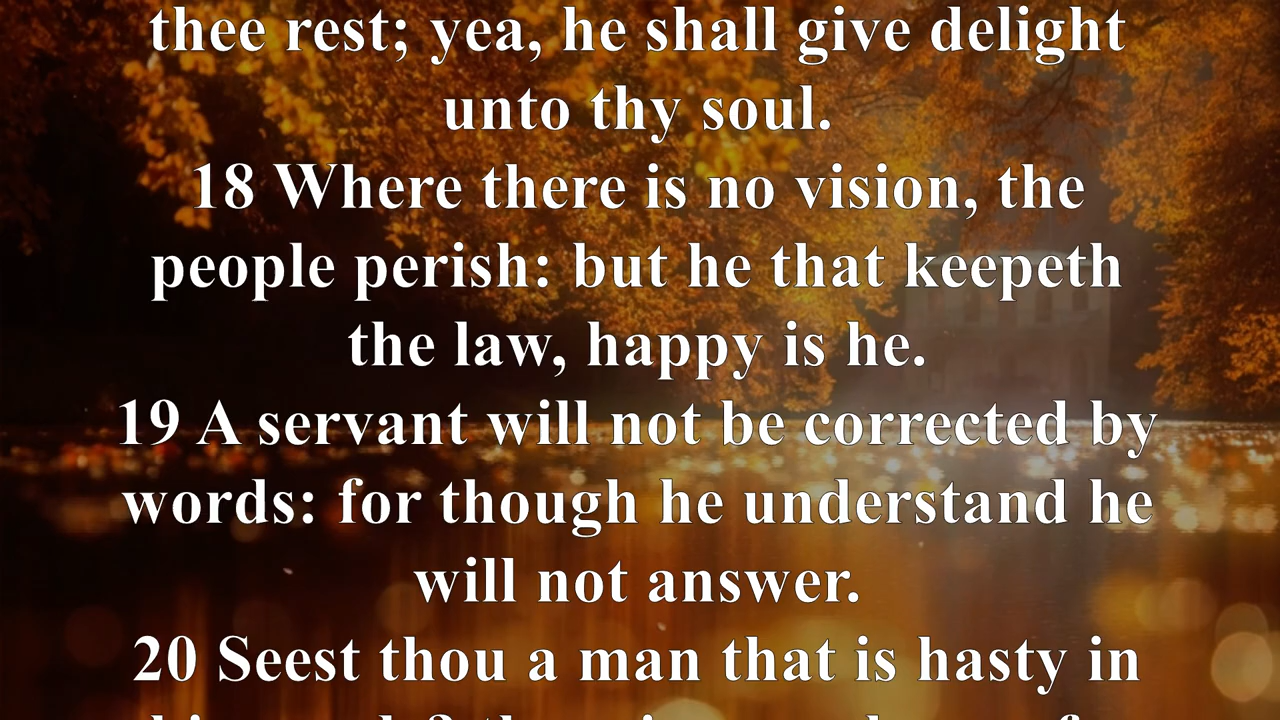 thee rest; yea, he shall give delight
unto thy soul.
18 Where there is no vision, the
people perish: but he that keepeth
the law, happy is he.
19 A servant will not be corrected by
words: for though he understand he
will not answer.
20 Seest thou a man that is hasty in